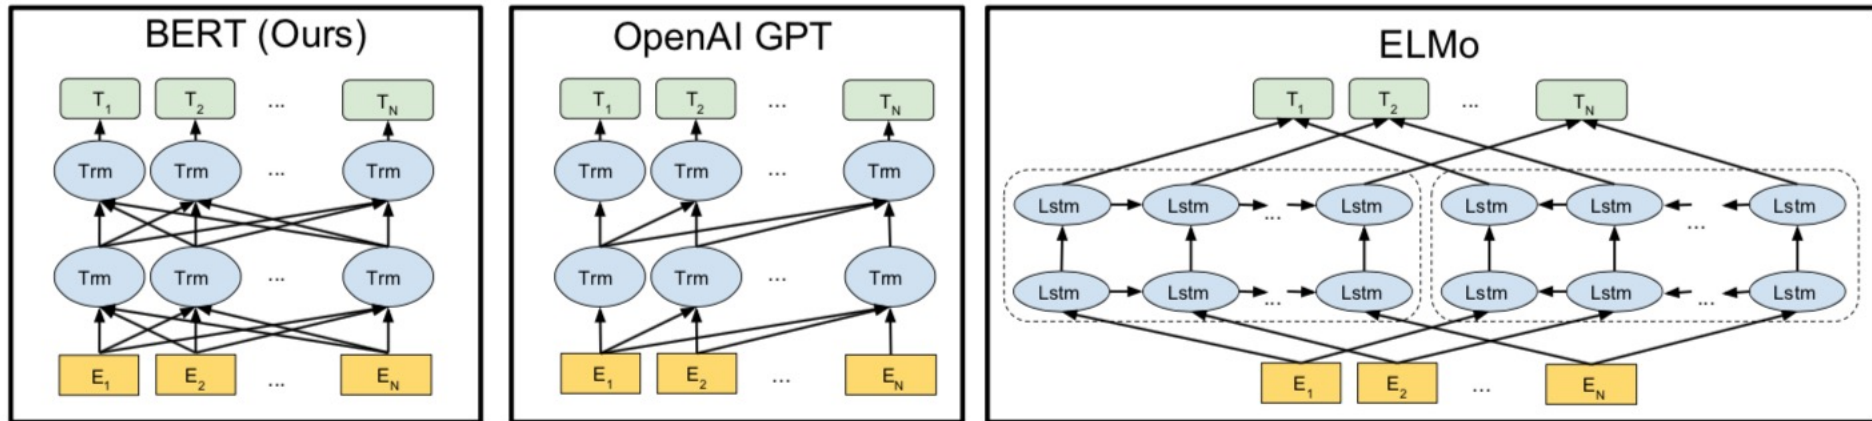 BERT (Ours)
T1 T2 ... TN
Trm Trm ... Trm
Trm Trm ... Trm
E1 E2 ... EN
OpenAI GPT
T1 T2 ... TN
Trm Trm ... Trm
Trm Trm ... Trm
E1 E2 ... EN
ELMo
T1 T2 ... TN
Lstm Lstm ... Lstm Lstm Lstm ... Lstm
Lstm Lstm ... Lstm Lstm Lstm ... Lstm
E1 E2 ... EN